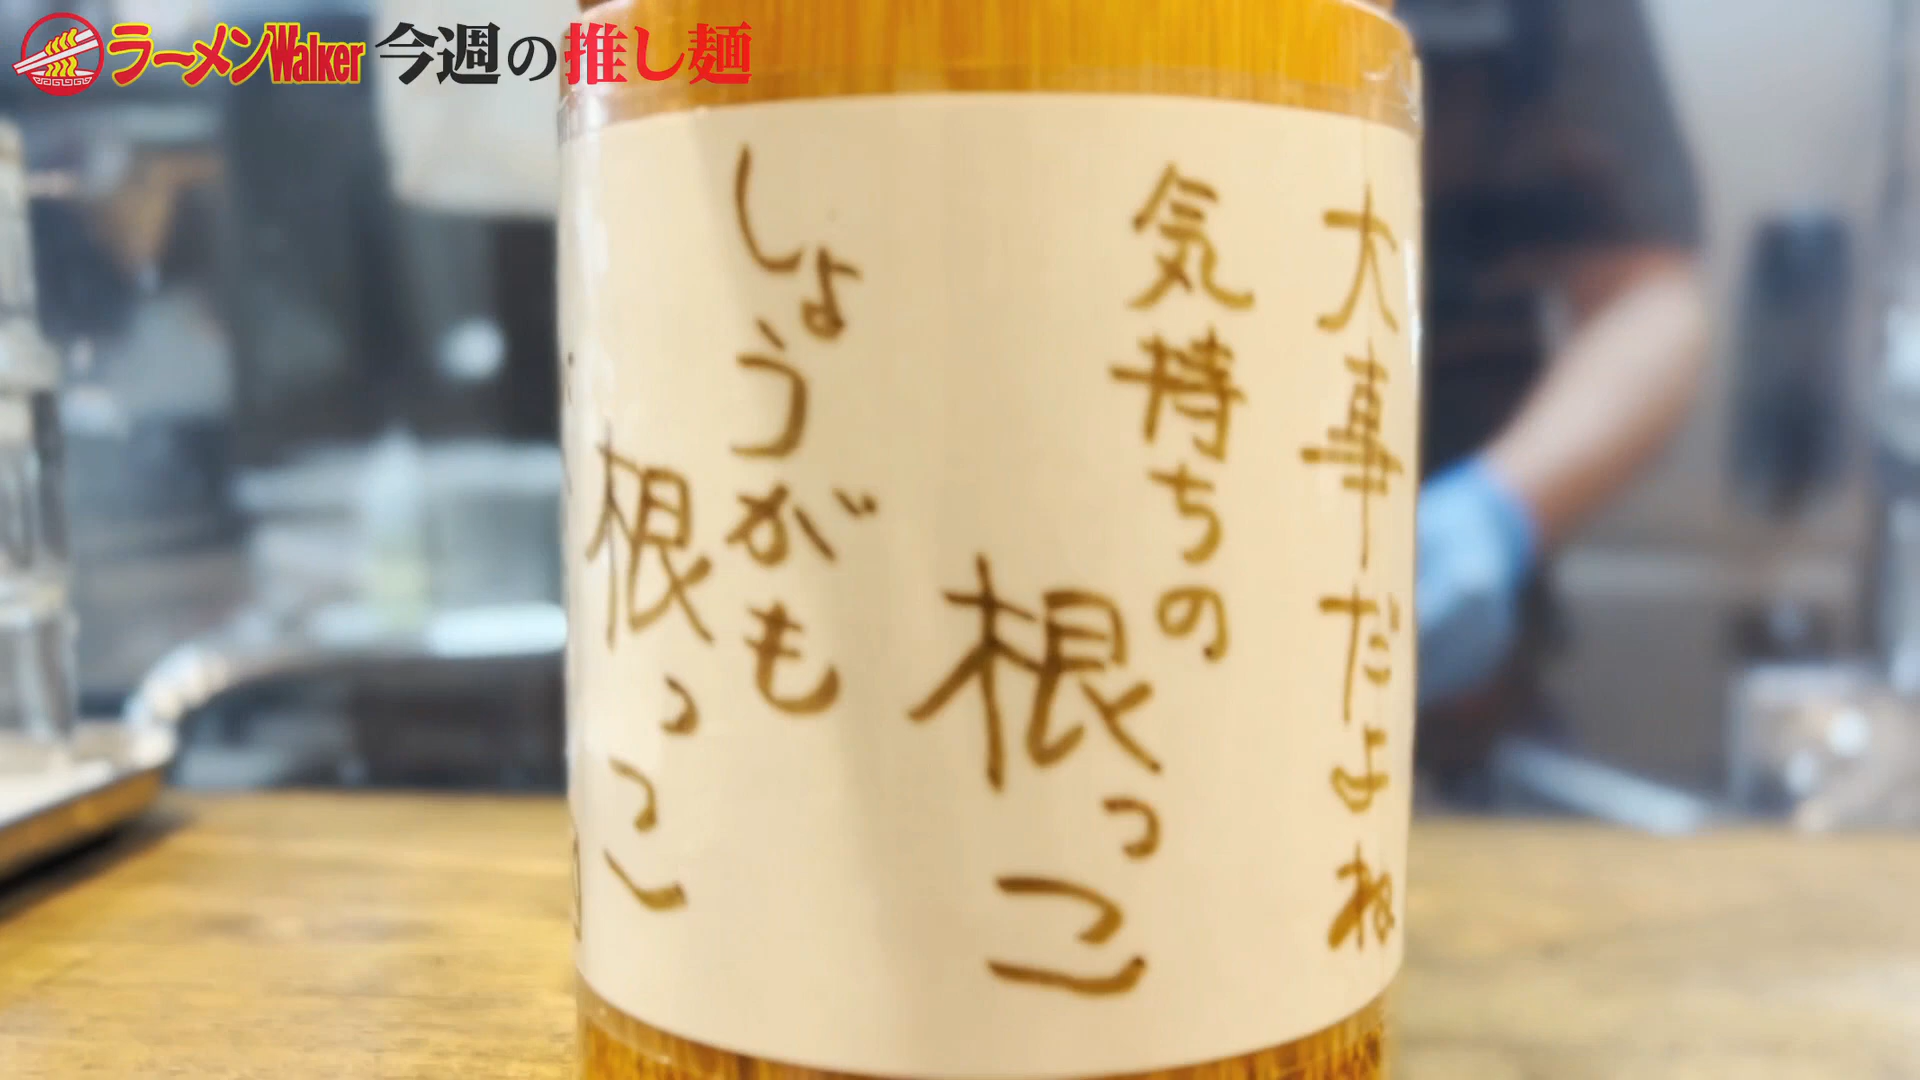 ラーメンWalker 今週の推し麺
大事だよね
気持ちの
根っこ
しょうがも
根っこ